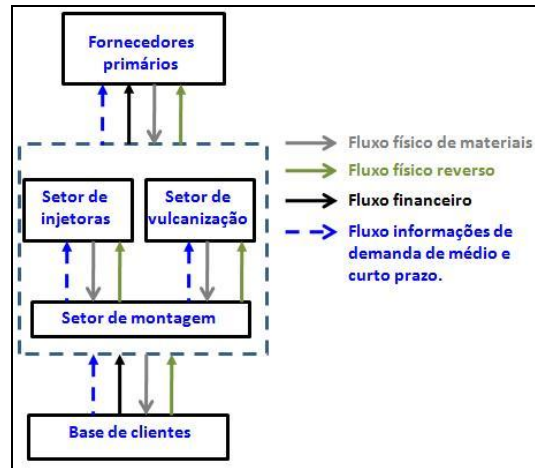 Fornecedores
primários
Fluxo físico de materiais
Fluxo físico reverso
Fluxo financeiro
Fluxo informações de
demanda de médio e
curto prazo.
Setor de
injetoras
Setor de
vulcanização
Setor de montagem
Base de clientes